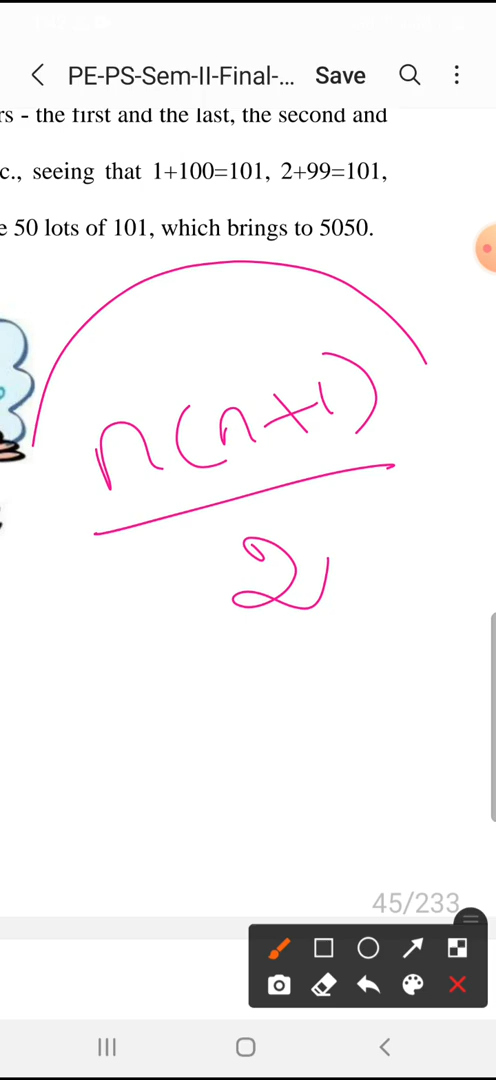 PE-PS-Sem-II-Final-... Save
rs - the first and the last, the second and
c., seeing that 1+100=101, 2+99=101,
e 50 lots of 101, which brings to 5050.
n(n+1)
2
45/233